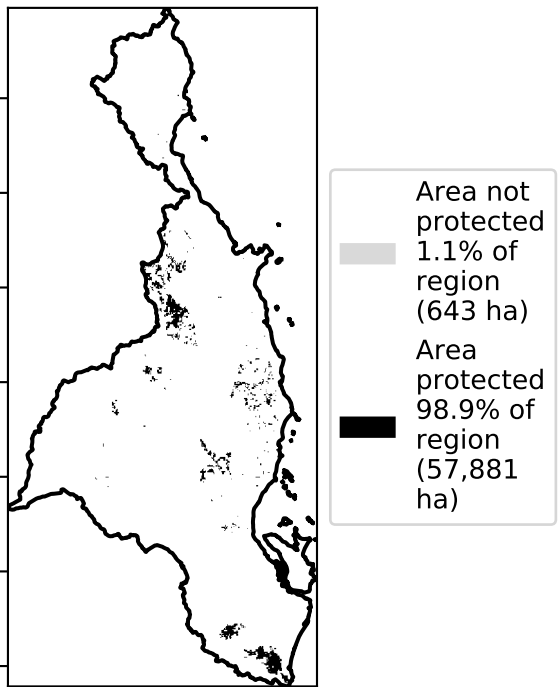 Area not
protected
1.1% of
region
(643 ha)
Area
protected
98.9% of
region
(57,881
ha)